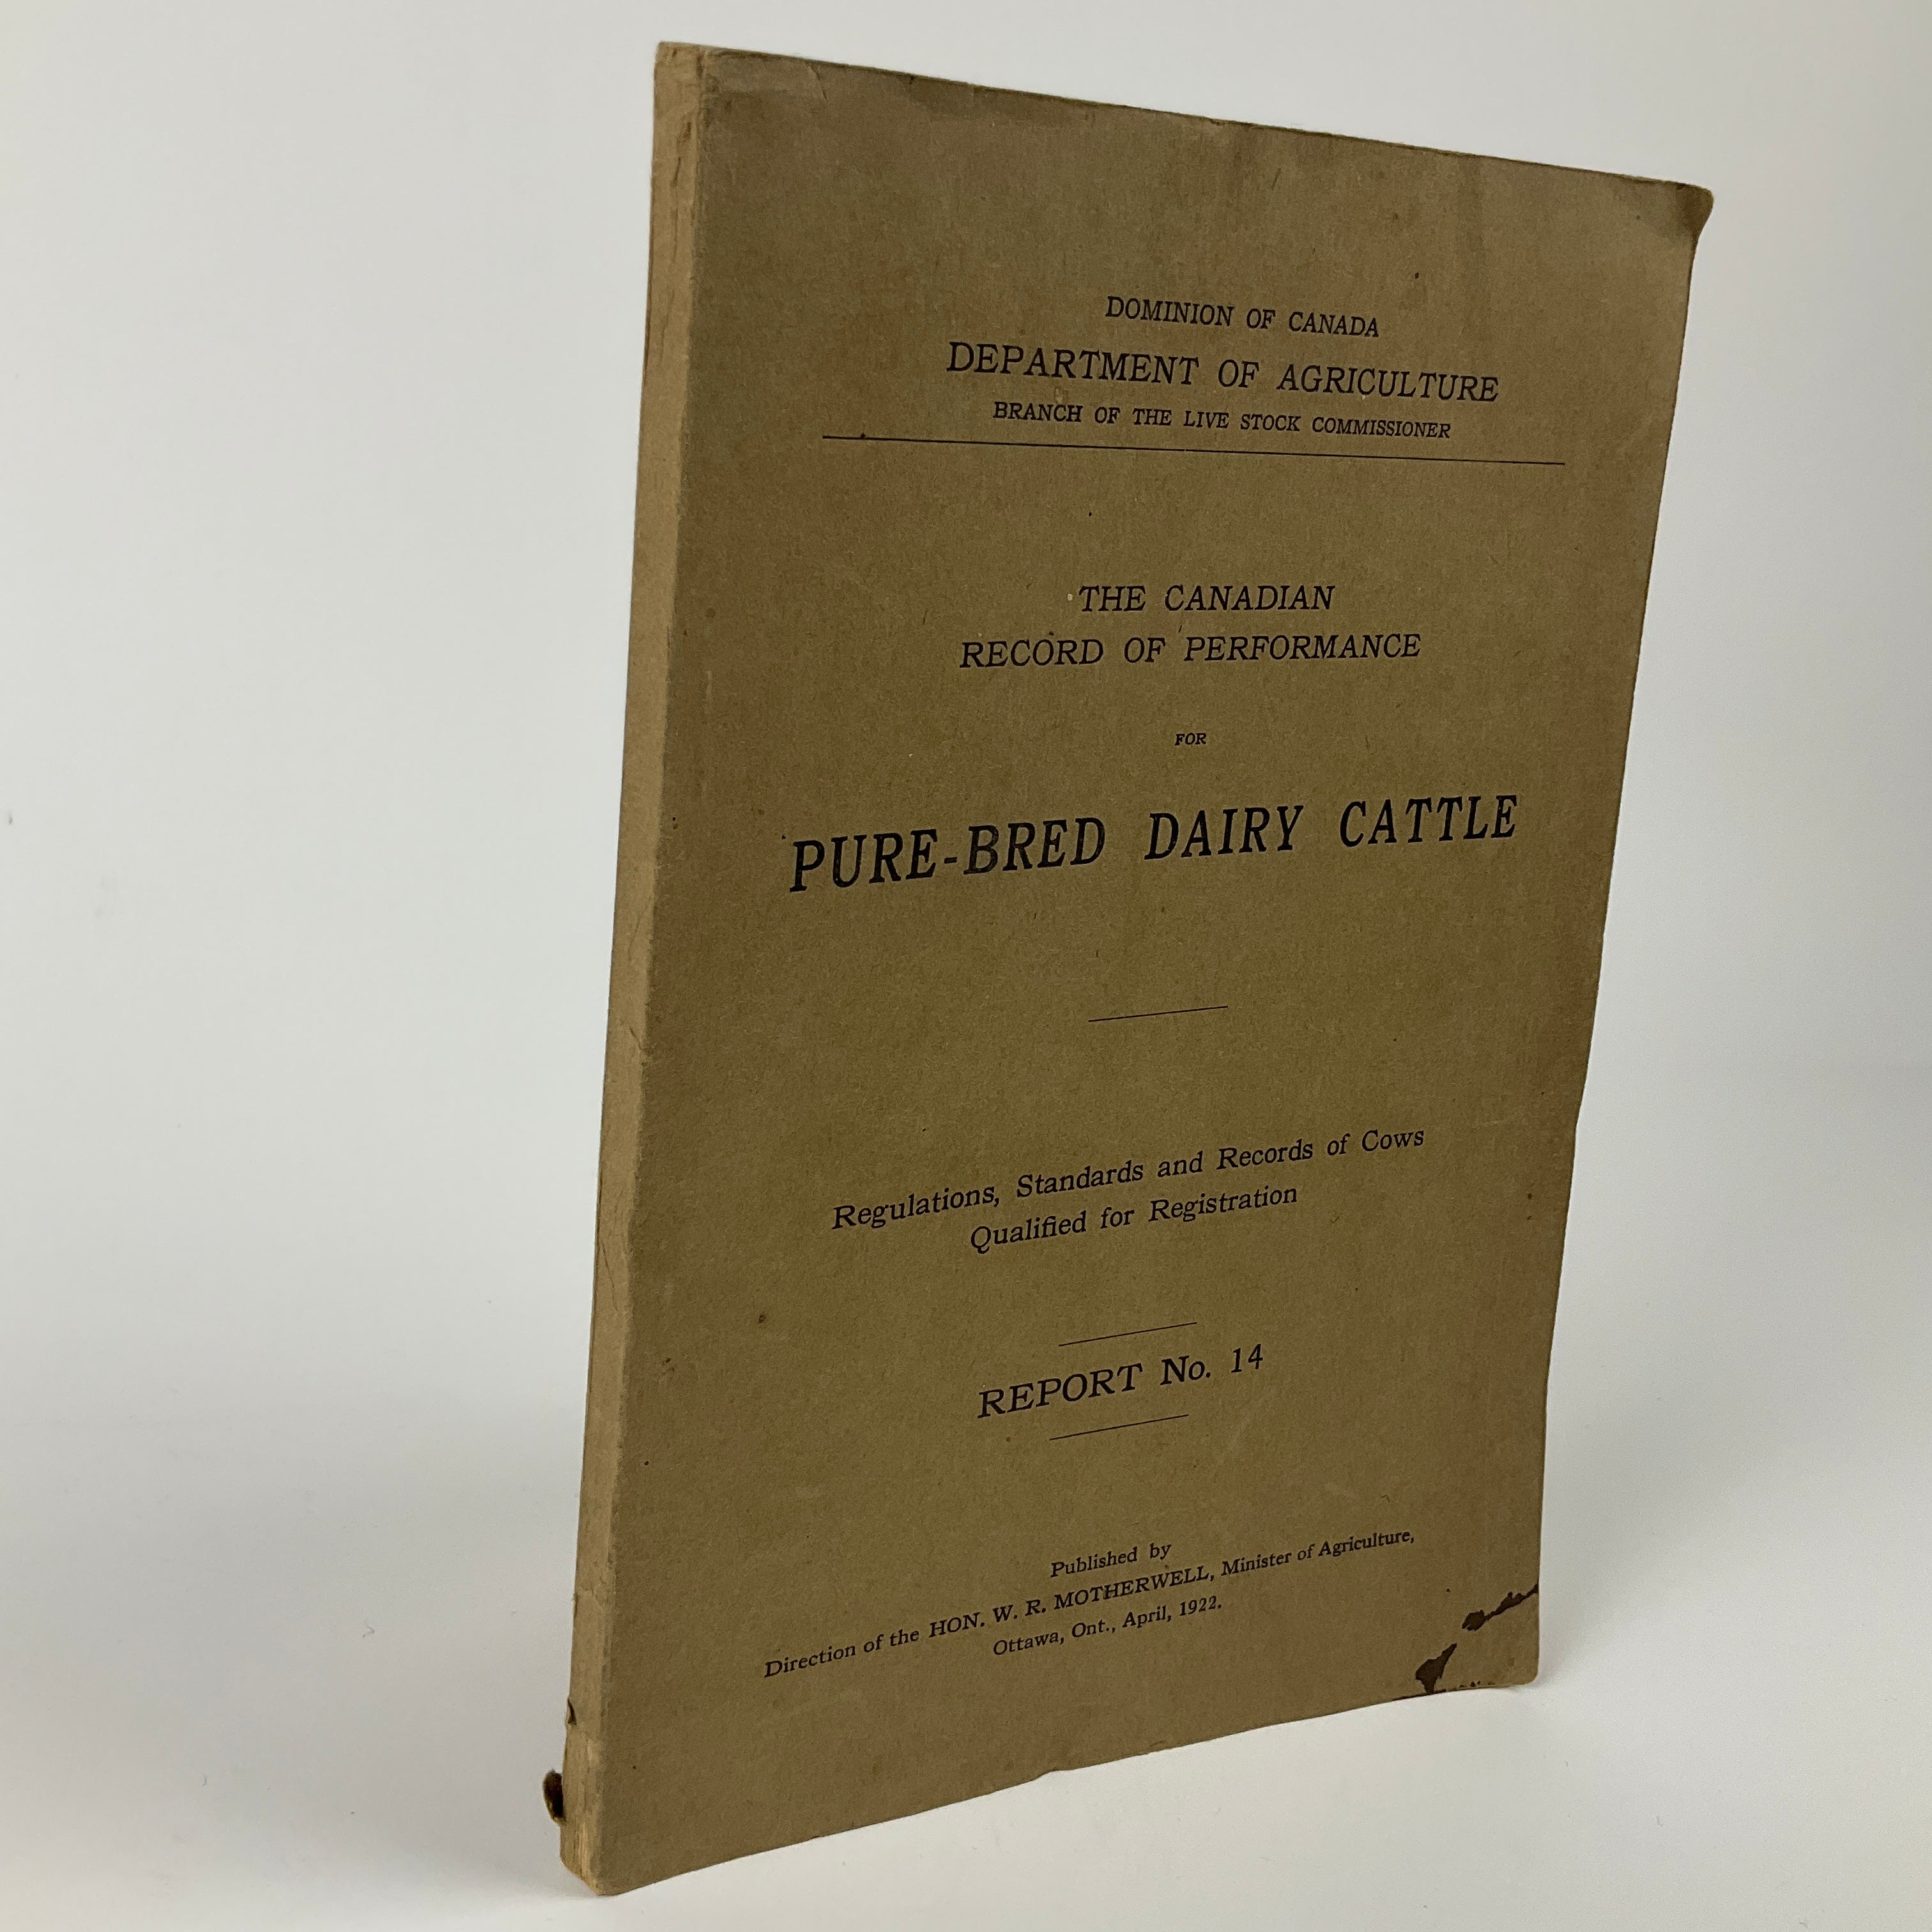 DOMINION OF CANADA
DEPARTMENT OF AGRICULTURE
BRANCH OF THE LIVE STOCK COMMISSIONER
THE CANADIAN
RECORD OF PERFORMANCE
FOR
PURE-BRED DAIRY CATTLE
Regulations, Standards and Records of Cows
Qualified for Registration
REPORT No. 14
Published by
Direction of the HON. W. R. MOTHERWELL, Minister of Agriculture,
Ottawa, Ont., April, 1922.